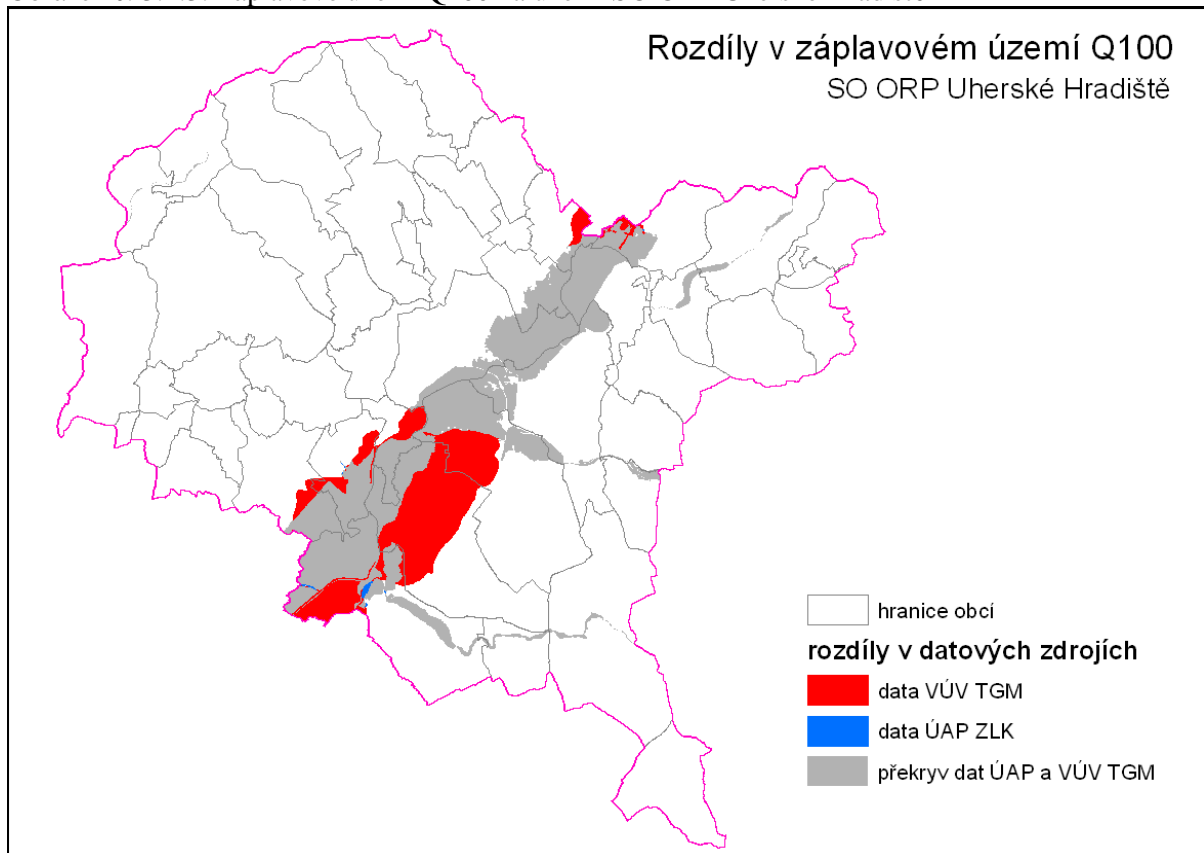 Rozdíly v záplavovém území Q100
SO ORP Uherské Hradiště
hranice obcí
rozdíly v datových zdrojích
data VÚV TGM
data ÚAP ZLK
překryv dat ÚAP a VÚV TGM